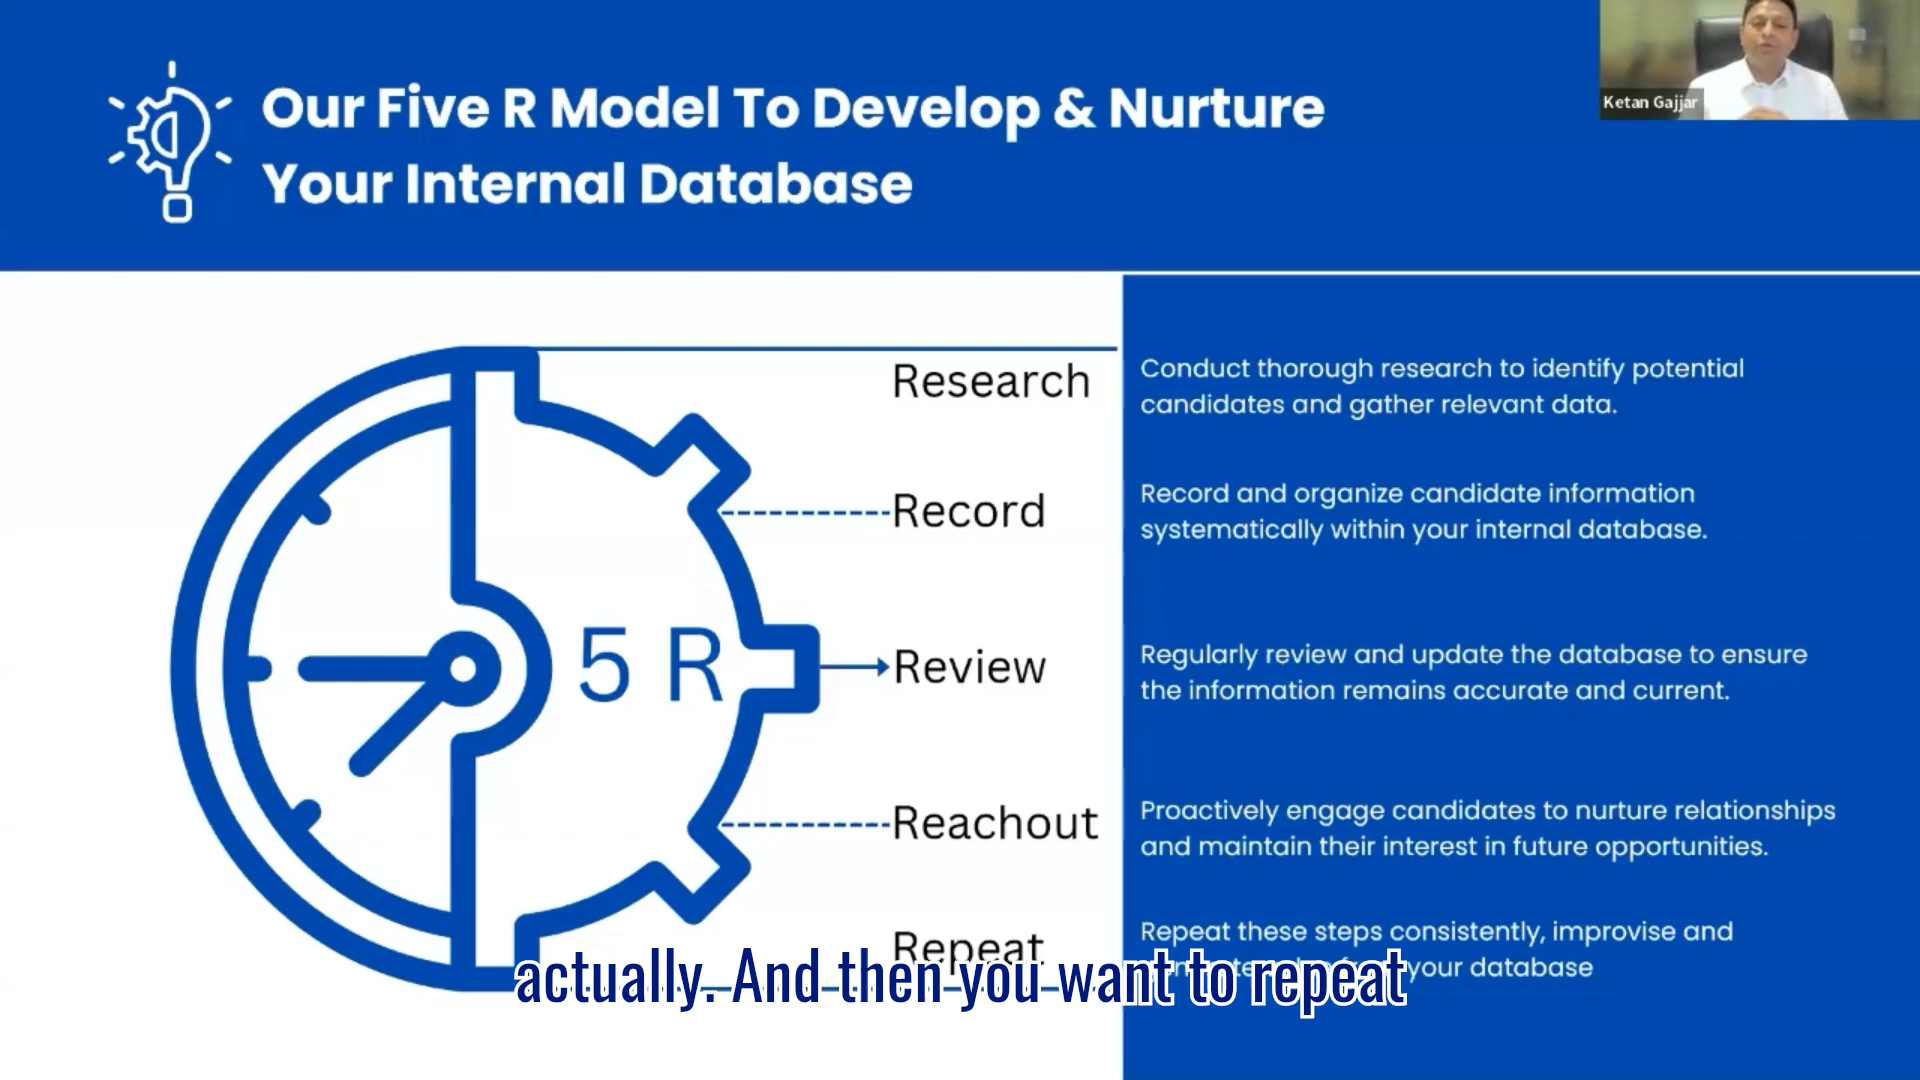 Our Five R Model To Develop & Nurture
Your Internal Database
Ketan Gajjar
5 R
Research
Conduct thorough research to identify potential
candidates and gather relevant data.
Record
Record and organize candidate information
systematically within your internal database.
Review
Regularly review and update the database to ensure
the information remains accurate and current.
Reachout
Proactively engage candidates to nurture relationships
and maintain their interest in future opportunities.
Repeat
Repeat these steps consistently, improvise and
your database
actually. And then you want to repeat